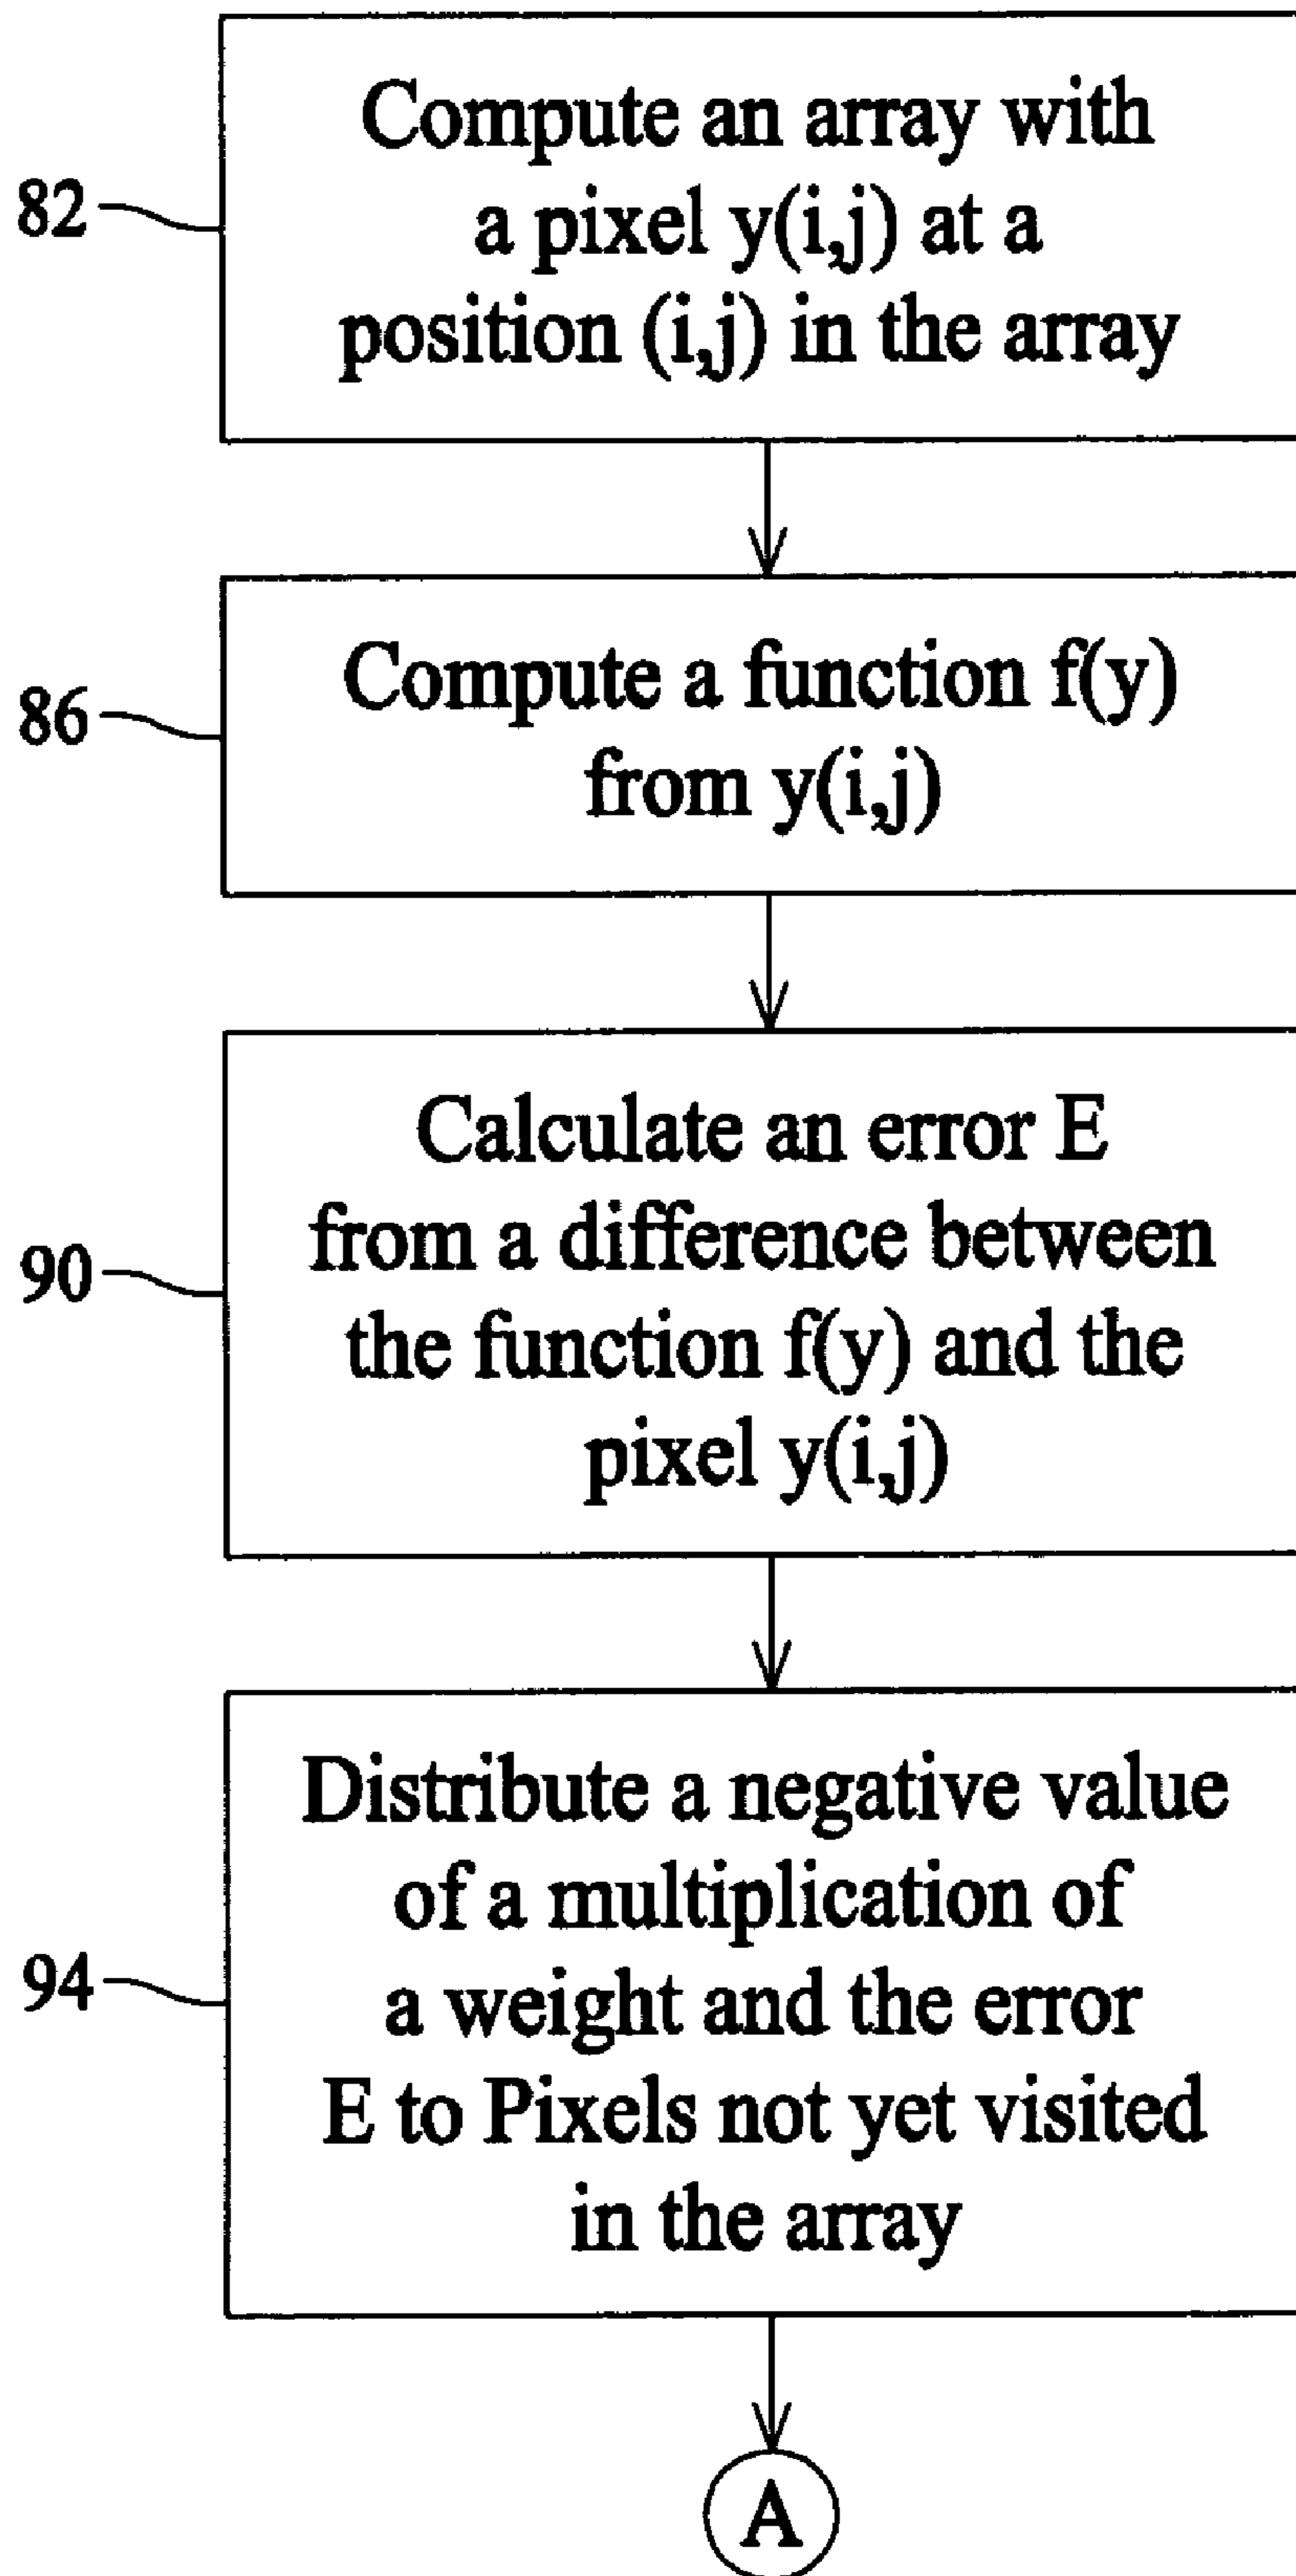 Compute an array with
82
a pixel y(i,j) at a
position (i,j) in the array
Compute a function f(y)
86
from y(i,j)
Calculate an error E
from a difference between
90
the function f(y) and the
pixel y(i,j)
Distribute a negative value
of a multiplication of
94
a weight and the error
E to Pixels not yet visited
in the array
A